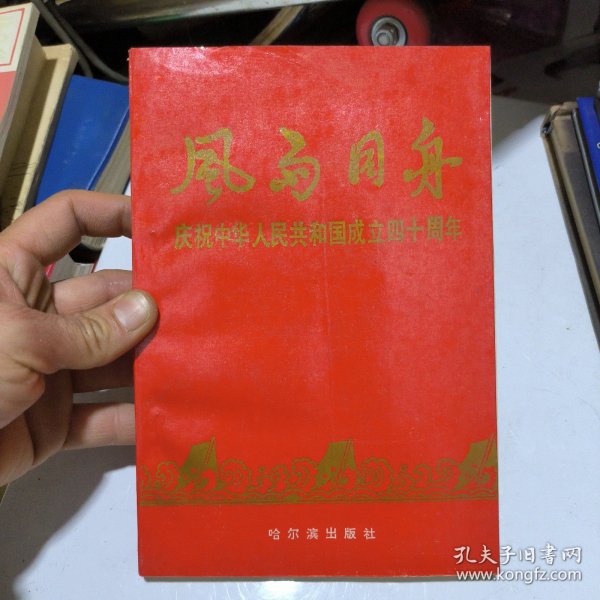 風雨同舟
庆祝中华人民共和国成立四十周年
哈尔滨出版社
孔夫子旧书网
www.kongfz.com